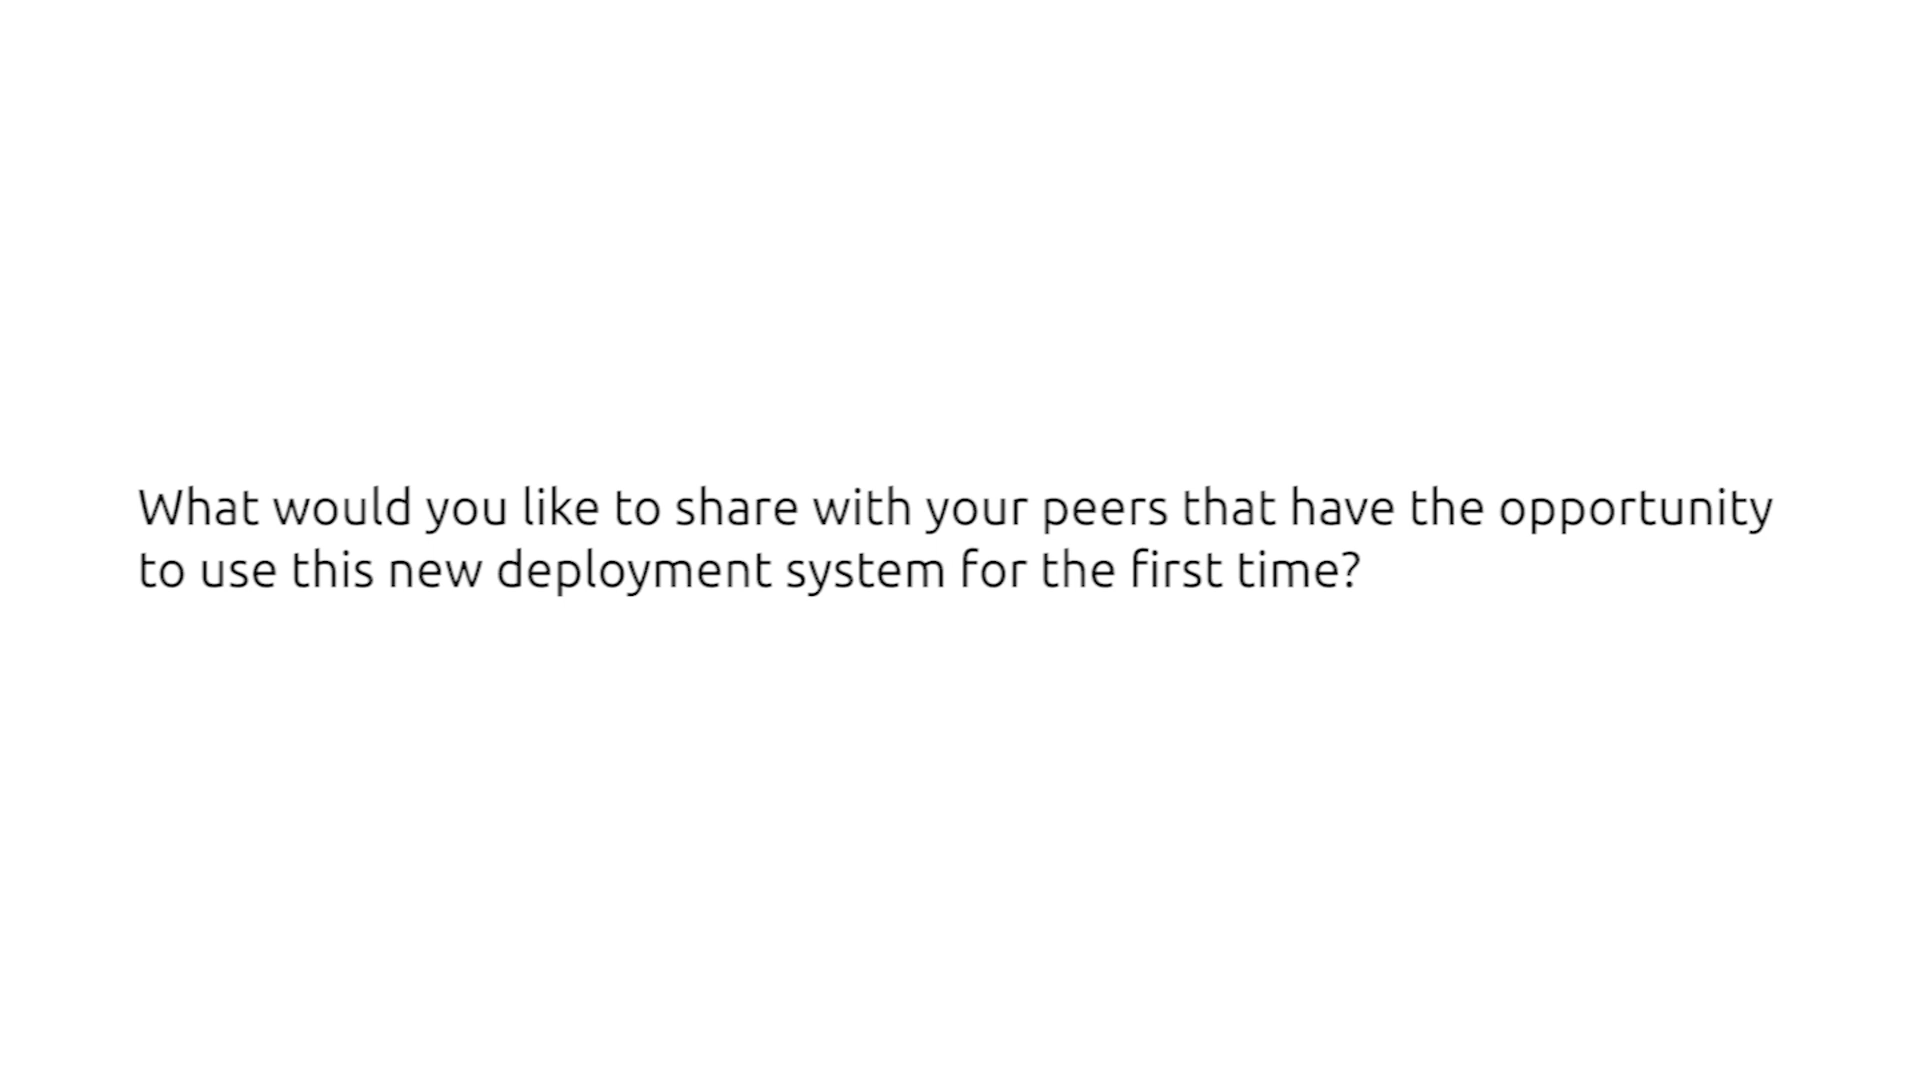 What would you like to share with your peers that have the opportunity
to use this new deployment system for the first time?